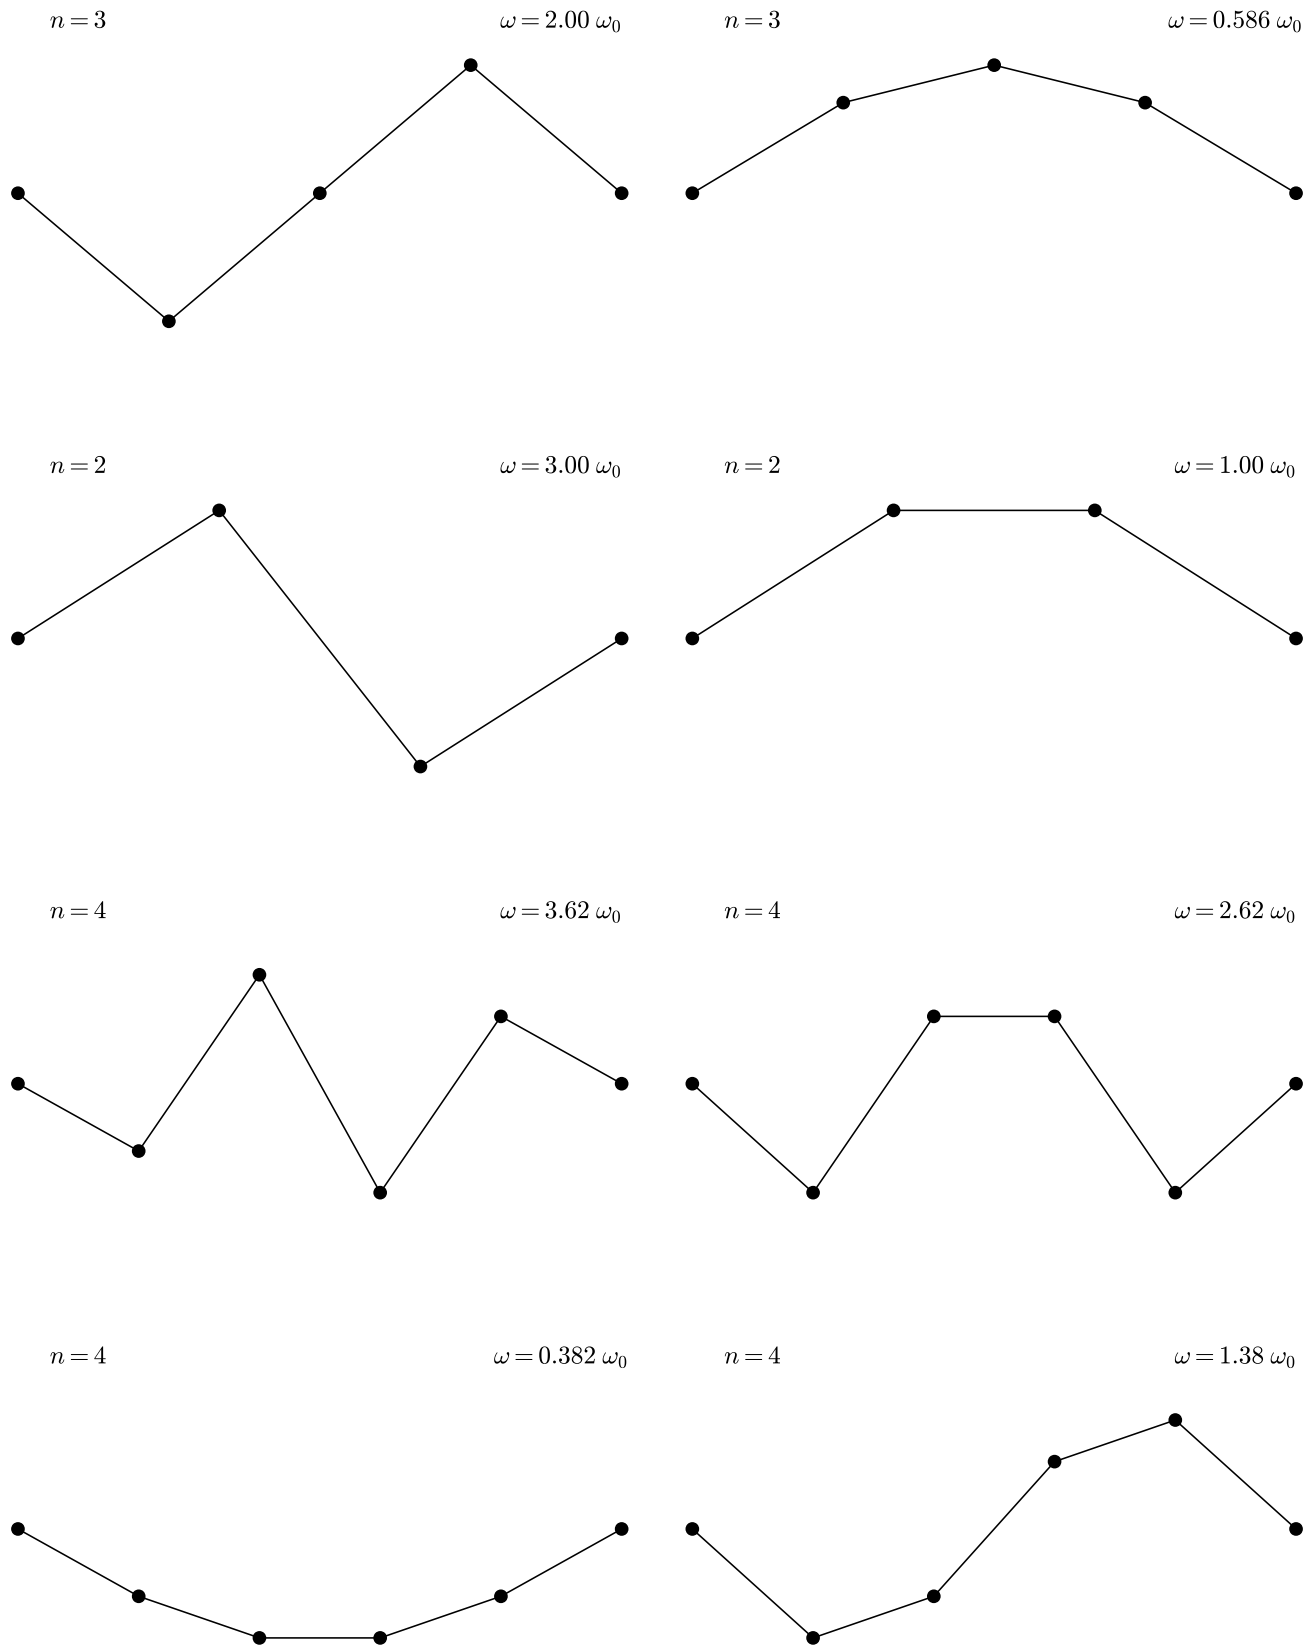 n = 3
ω = 2.00 ω₀
n = 3
ω = 0.586 ω₀
n = 2
ω = 3.00 ω₀
n = 2
ω = 1.00 ω₀
n = 4
ω = 3.62 ω₀
n = 4
ω = 2.62 ω₀
n = 4
ω = 0.382 ω₀
n = 4
ω = 1.38 ω₀